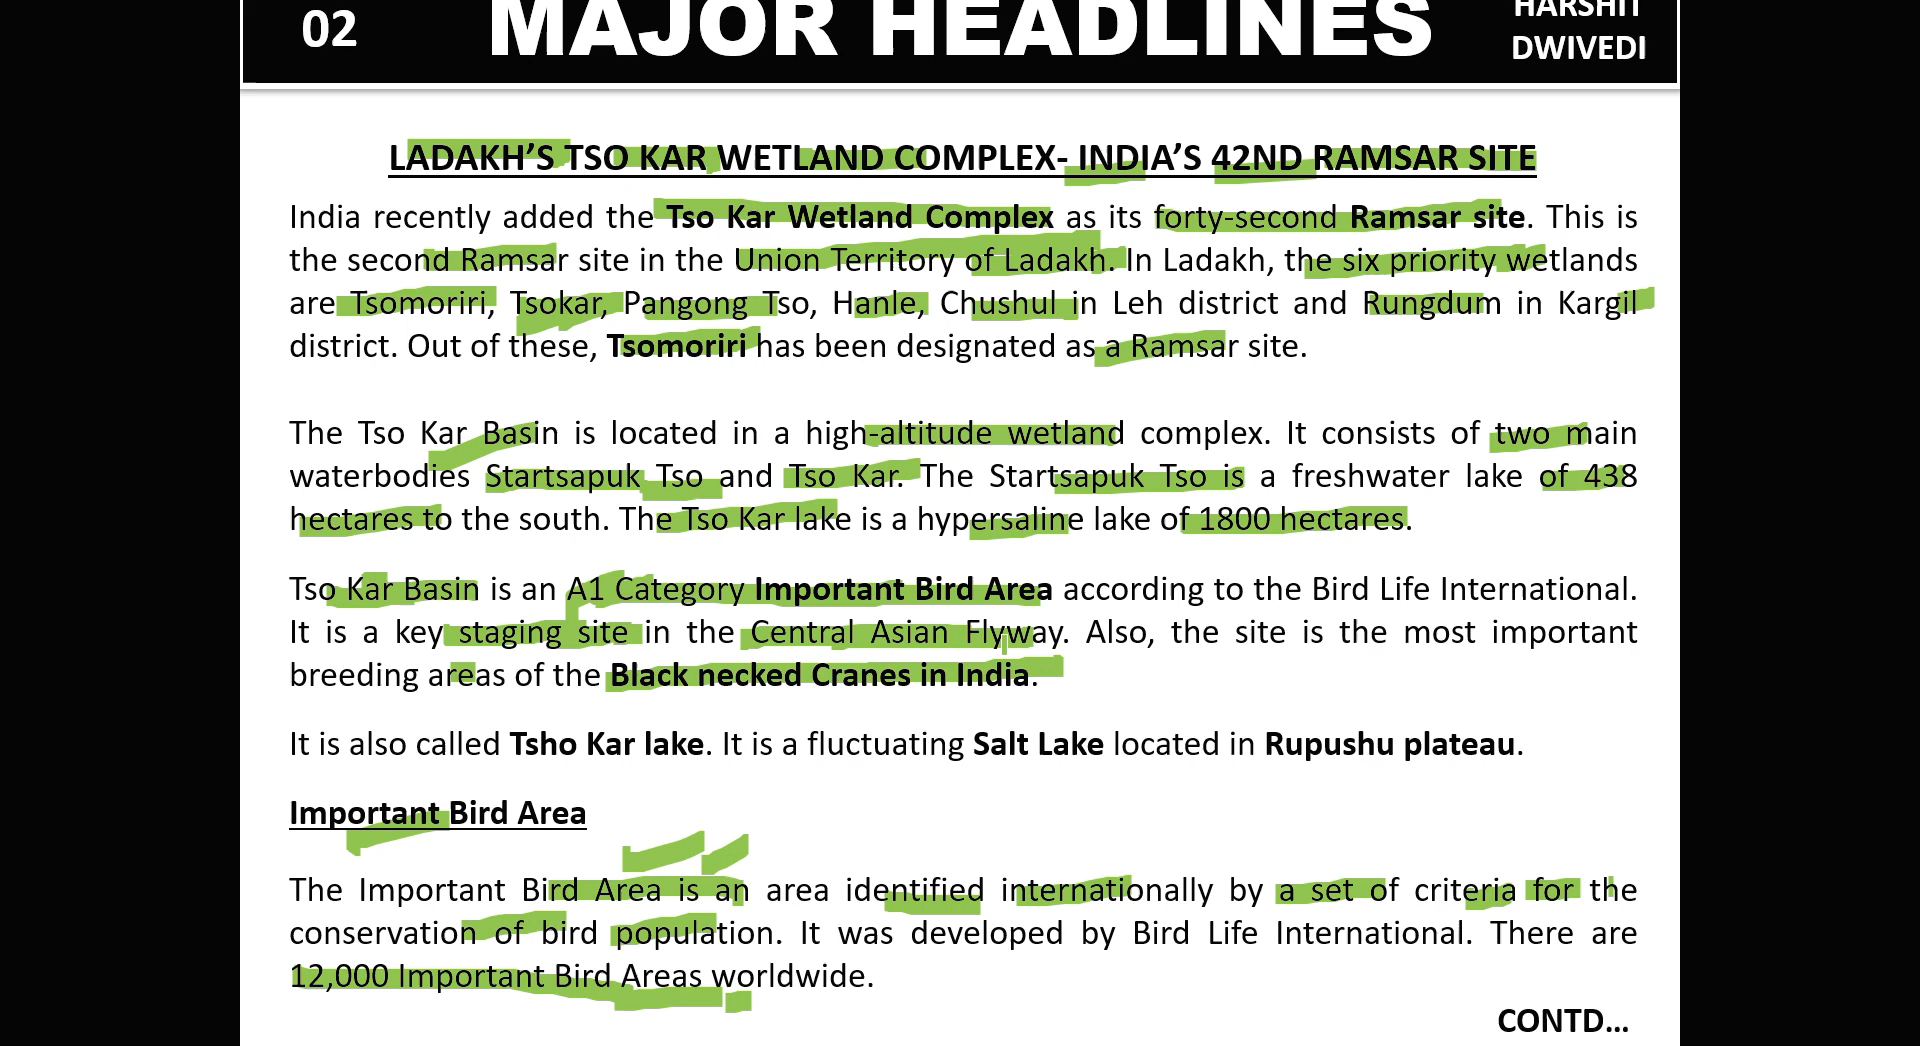 02
MAJOR HEADLINES
HARSHIT
DWIVEDI
LADAKH’S TSO KAR WETLAND COMPLEX- INDIA’S 42ND RAMSAR SITE
India recently added the Tso Kar Wetland Complex as its forty-second Ramsar site. This is
the second Ramsar site in the Union Territory of Ladakh. In Ladakh, the six priority wetlands
are Tsomoriri, Tsokar, Pangong Tso, Hanle, Chushul in Leh district and Rungdum in Kargil
district. Out of these, Tsomoriri has been designated as a Ramsar site.
The Tso Kar Basin is located in a high-altitude wetland complex. It consists of two main
waterbodies Startsapuk Tso and Tso Kar. The Startsapuk Tso is a freshwater lake of 438
hectares to the south. The Tso Kar lake is a hypersaline lake of 1800 hectares.
Tso Kar Basin is an A1 Category Important Bird Area according to the Bird Life International.
It is a key staging site in the Central Asian Flyway. Also, the site is the most important
breeding areas of the Black necked Cranes in India.
It is also called Tsho Kar lake. It is a fluctuating Salt Lake located in Rupushu plateau.
Important Bird Area
The Important Bird Area is an area identified internationally by a set of criteria for the
conservation of bird population. It was developed by Bird Life International. There are
12,000 Important Bird Areas worldwide.
CONTD...